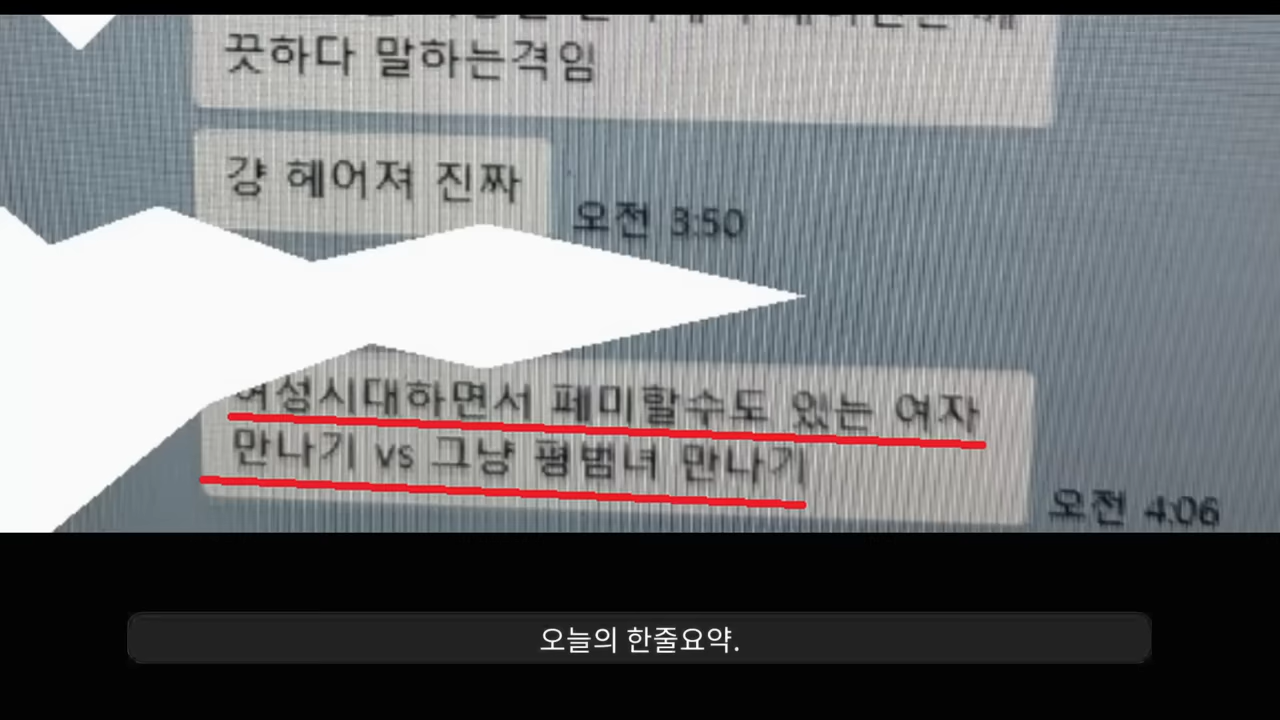 끗하다 말하는격임
걍 헤어져 진짜
오전 3:50
여성시대하면서 페미할수도 있는 여자
만나기 vs 그냥 평범녀 만나기
오전 4:06
오늘의 한줄요약.